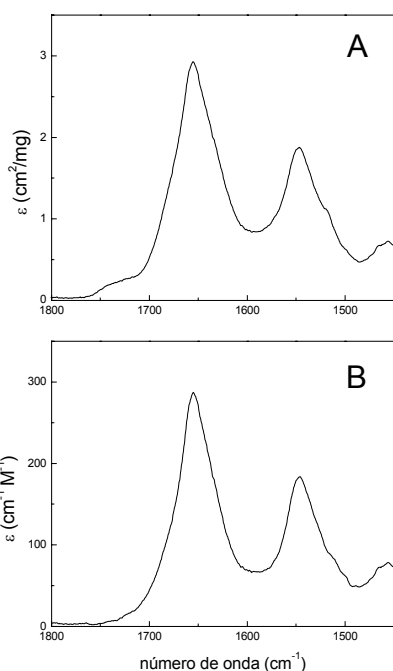 A
3
2
1
0
ε (cm²/mg)
1800 1700 1600 1500
B
300
200
100
0
ε (cm⁻¹ M⁻¹)
1800 1700 1600 1500
número de onda (cm⁻¹)